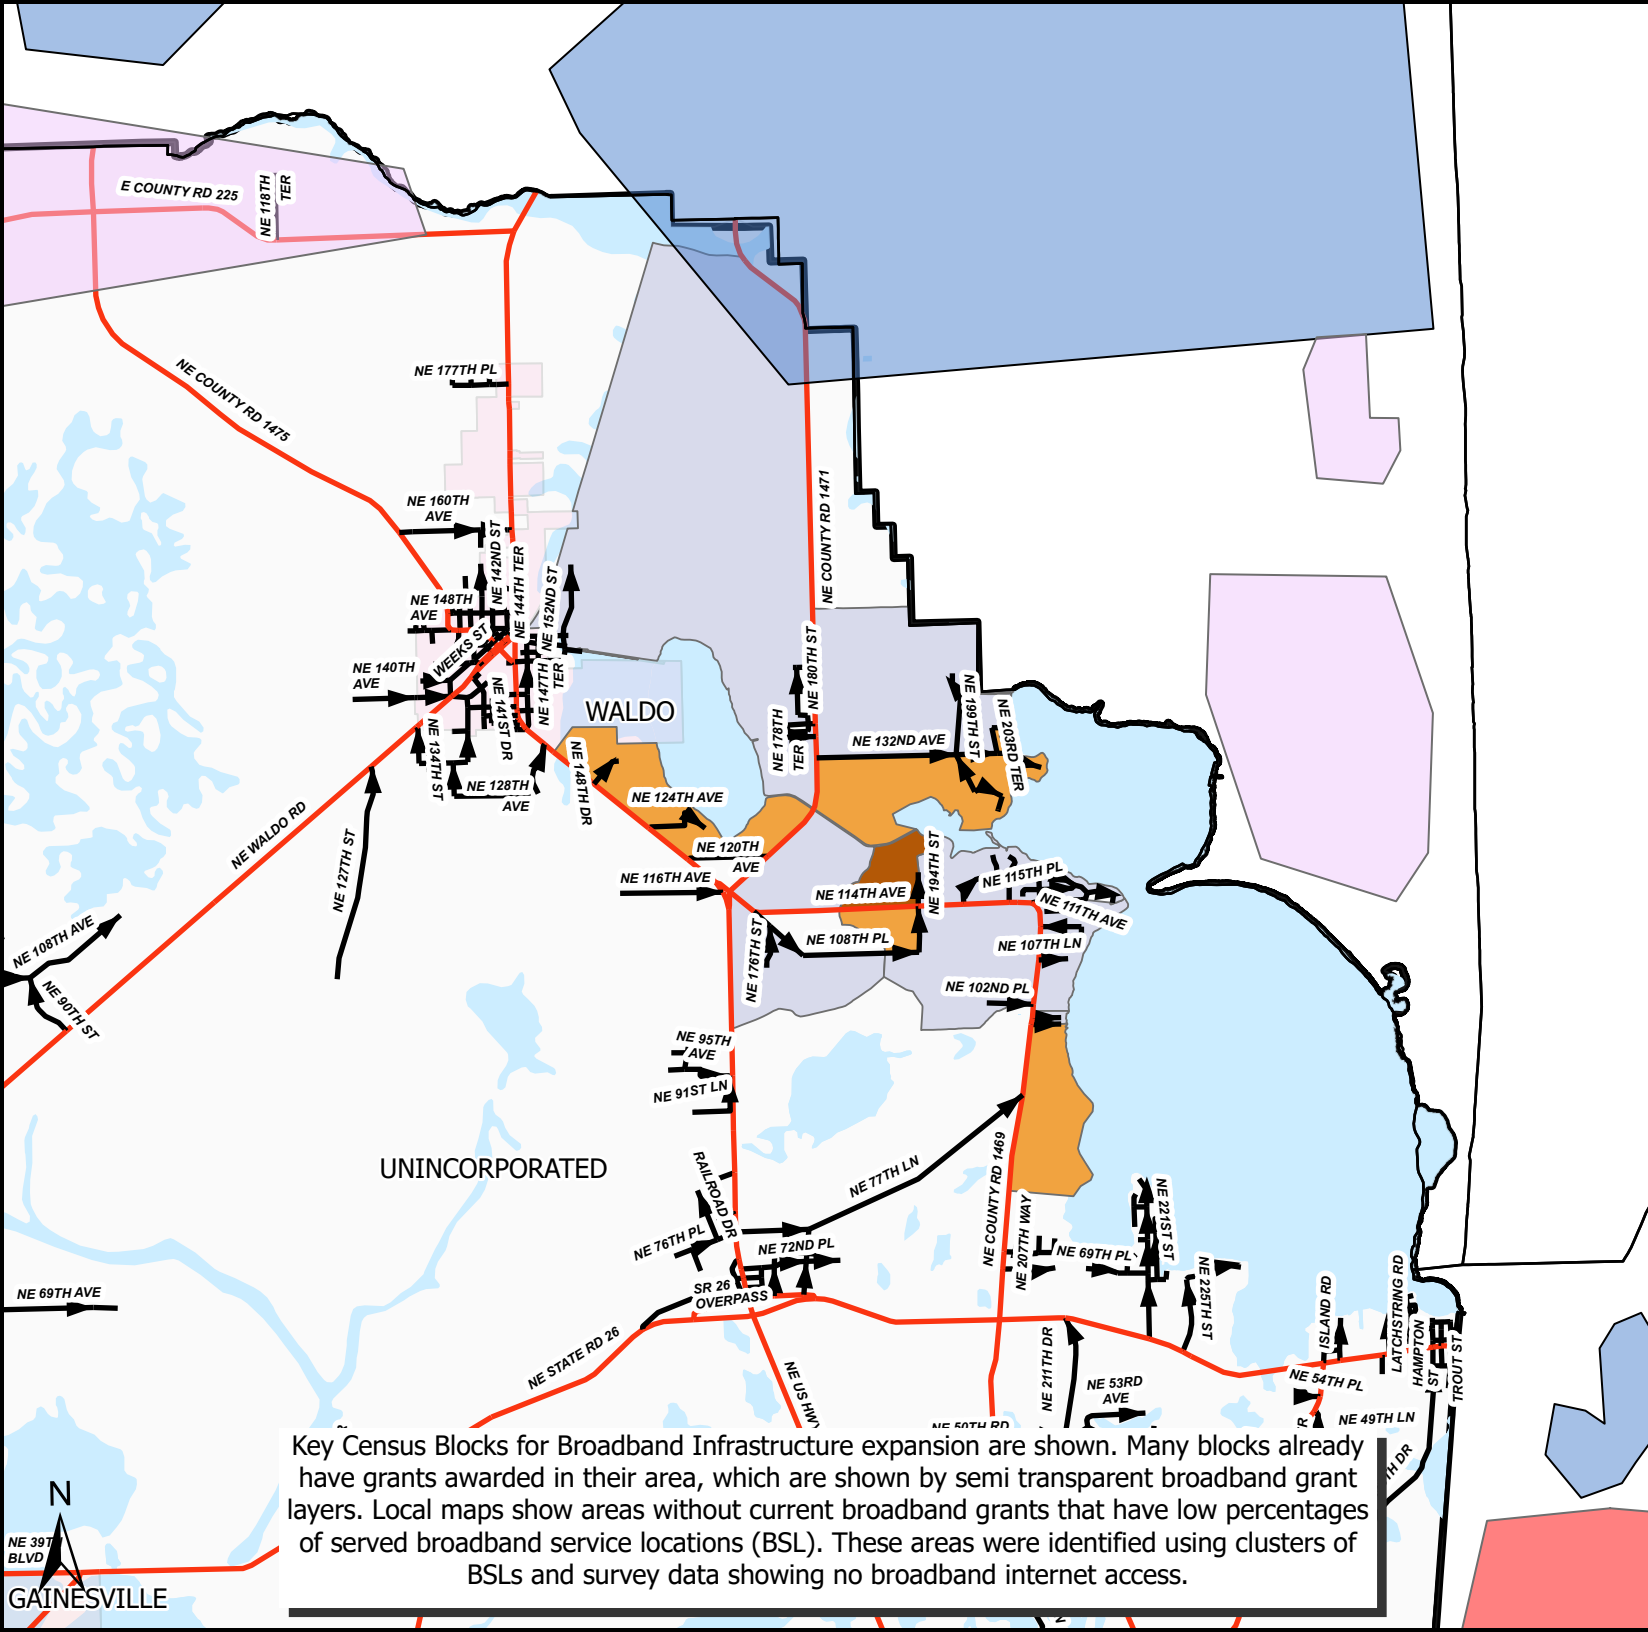 E COUNTY RD 225
NE 118TH
TER
NE COUNTY RD 1475
NE 177TH PL
NE 160TH
AVE
NE 142ND ST
NE 144TH TER
NE 152ND ST
NE 148TH
AVE
WEEKS ST
NE 140TH
AVE
NE 141ST DR
NE 147TH
TER
NE 134TH ST
NE 128TH
AVE
NE 148TH DR
WALDO
NE COUNTY RD 1471
NE 180TH ST
NE 178TH
TER
NE 132ND AVE
NE 199TH ST
NE 203RD TER
NE 124TH AVE
NE 120TH
AVE
NE 116TH AVE
NE 114TH AVE
NE 194TH ST
NE 115TH PL
NE 111TH AVE
NE 108TH PL
NE 107TH LN
NE 176TH ST
NE 102ND PL
NE WALDO RD
NE 127TH ST
NE 108TH AVE
NE 90TH ST
NE 95TH
AVE
NE 91ST LN
UNINCORPORATED
RAILROAD DR
NE 77TH LN
NE COUNTY RD 1469
NE 207TH WAY
NE 76TH PL
NE 72ND PL
NE 69TH PL
NE 221ST ST
NE 225TH ST
SR 26
OVERPASS
NE 69TH AVE
NE STATE RD 26
NE US HWY
NE 211TH DR
NE 53RD
AVE
ISLAND RD
LATCHSTRING RD
HAMPTON
ST
TROUT ST
NE 54TH PL
NE 49TH LN
NE 50TH RD
TH DR
Key Census Blocks for Broadband Infrastructure expansion are shown. Many blocks already
have grants awarded in their area, which are shown by semi transparent broadband grant
layers. Local maps show areas without current broadband grants that have low percentages
of served broadband service locations (BSL). These areas were identified using clusters of
BSLs and survey data showing no broadband internet access.
N
NE 39TH
BLVD
GAINESVILLE